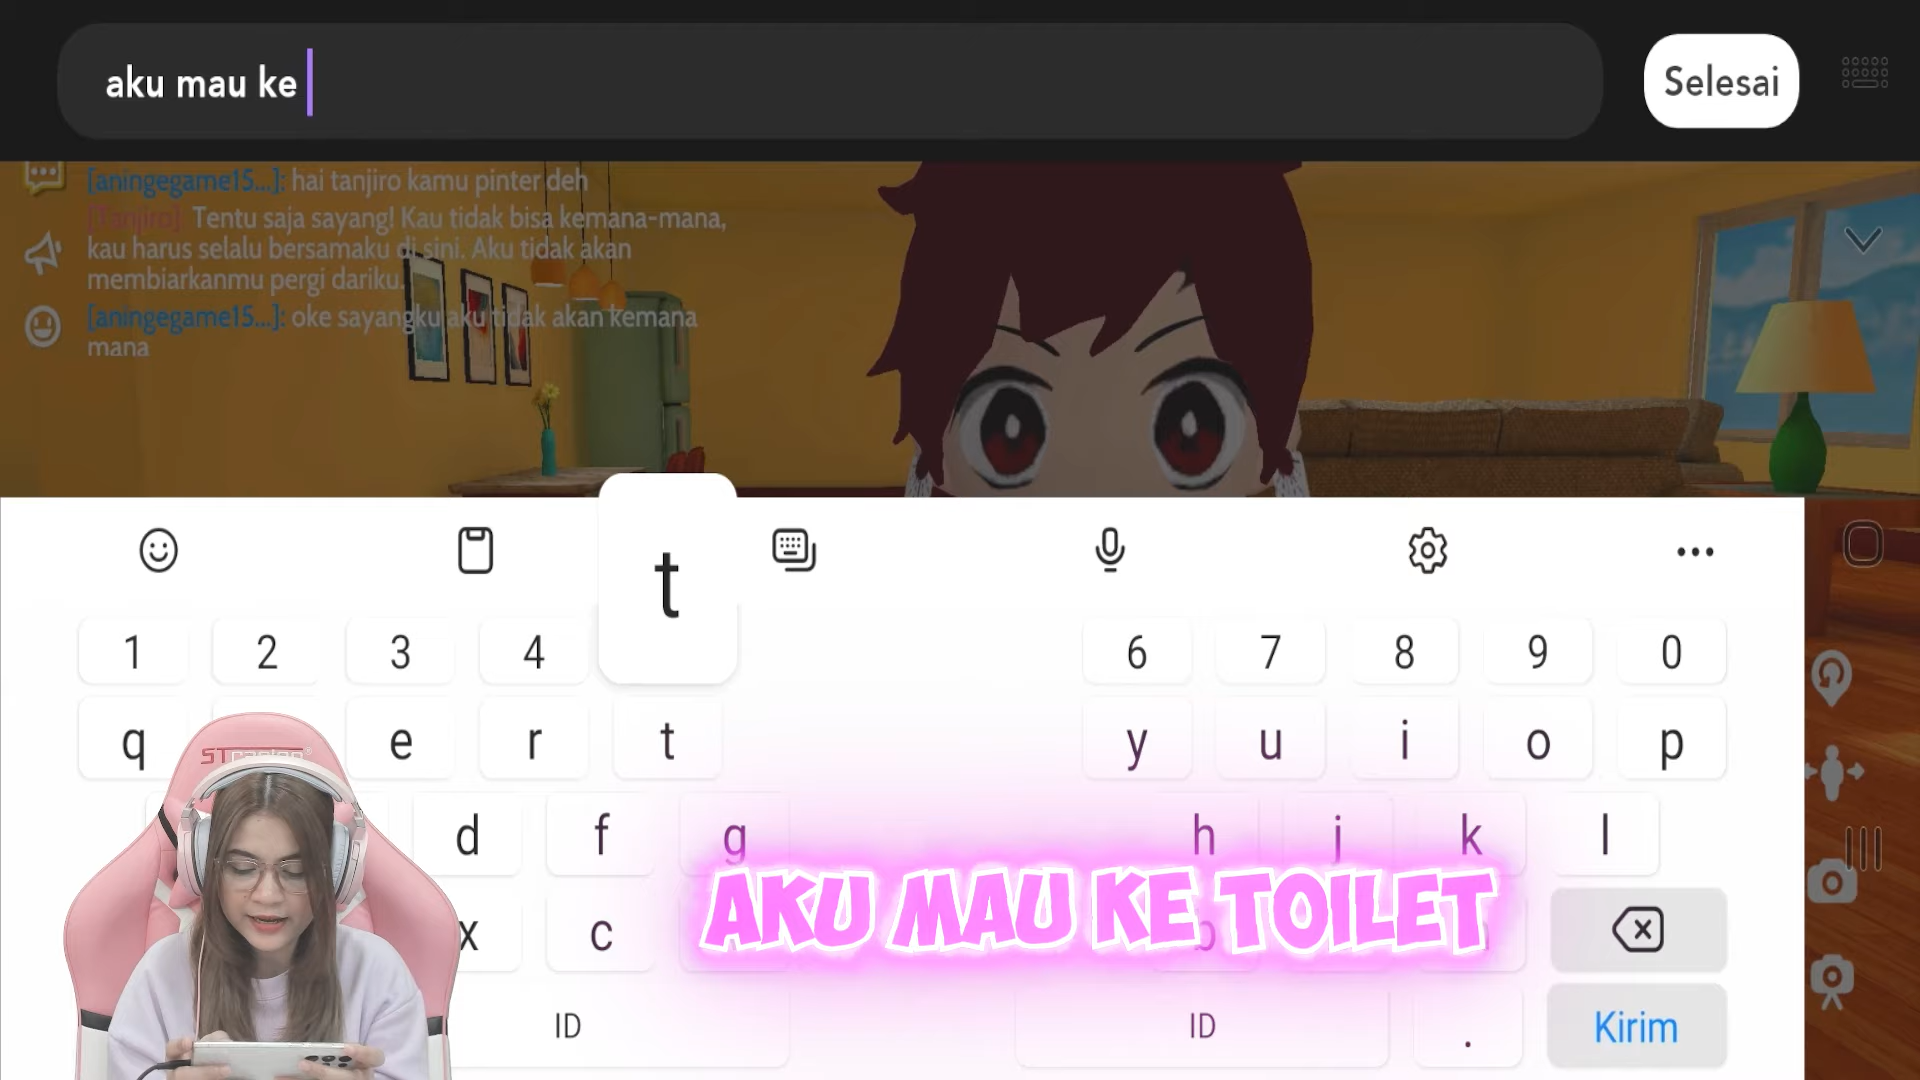 aku mau ke
Selesai
[aningegame15...]: hai tanjiro kamu pinter deh
[Tanjiro]: Tentu saja sayang! Kau tidak bisa kemana-mana,
kau harus selalu bersamaku di sini. Aku tidak akan
membiarkanmu pergi dariku.
[aningegame15...]: oke sayangku aku tidak akan kemana
mana
t
1 2 3 4 6 7 8 9 0
q e r t y u i o p
d f g h j k l
x c b
AKU MAU KE TOILET
ID ID .
Kirim